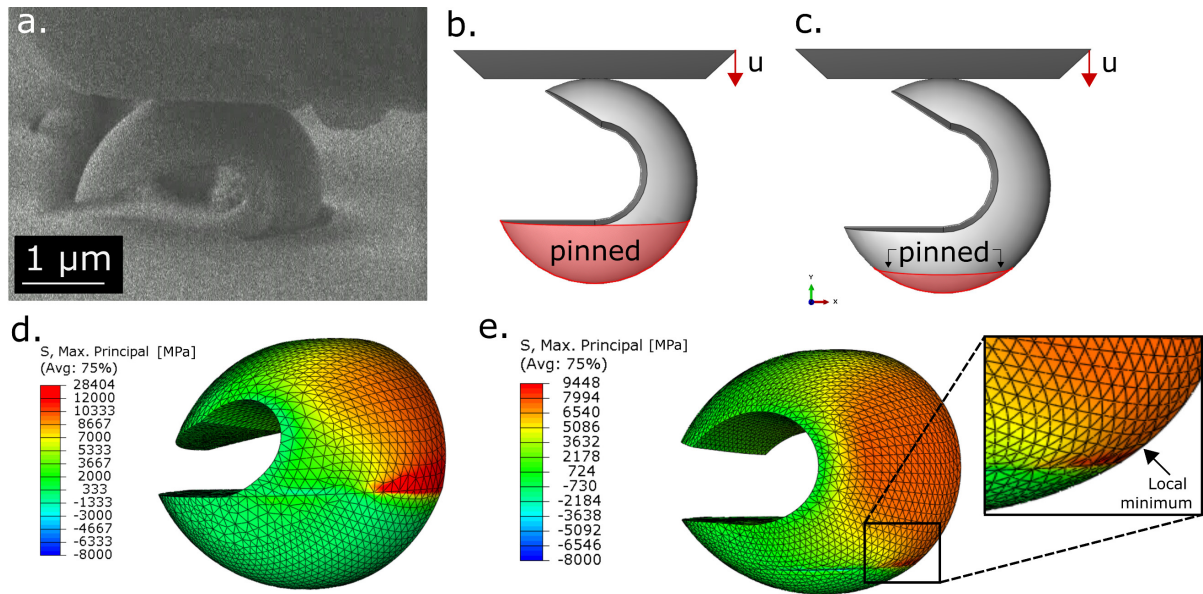 a.
1 μm
b.
u
pinned
c.
u
pinned
Y
X
d.
S, Max. Principal [MPa]
(Avg: 75%)
28404
12000
10333
8667
7000
5333
3667
2000
333
-1333
-3000
-4667
-6333
-8000
e.
S, Max. Principal [MPa]
(Avg: 75%)
9448
7994
6540
5086
3632
2178
724
-730
-2184
-3638
-5092
-6546
-8000
Local
minimum